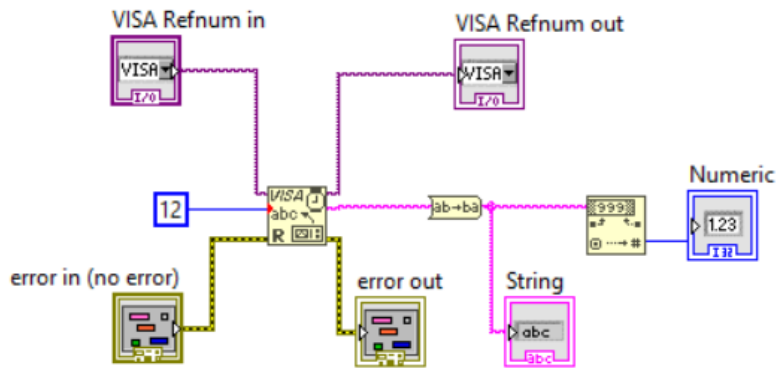 VISA Refnum in
VISA Refnum out
VISA
I/O
VISA
I/O
Numeric
12
VISA
abc
R
ab→ba
999
#
1.23
I32
error in (no error)
error out
String
abc
abc